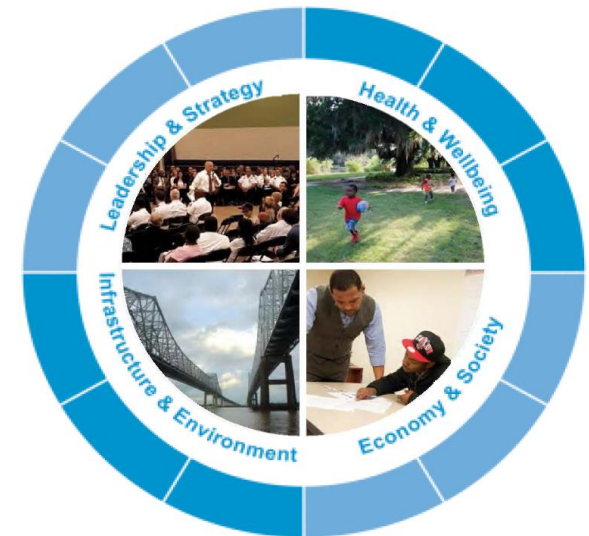 Leadership & Strategy
Health & Wellbeing
Infrastructure & Environment
Economy & Society